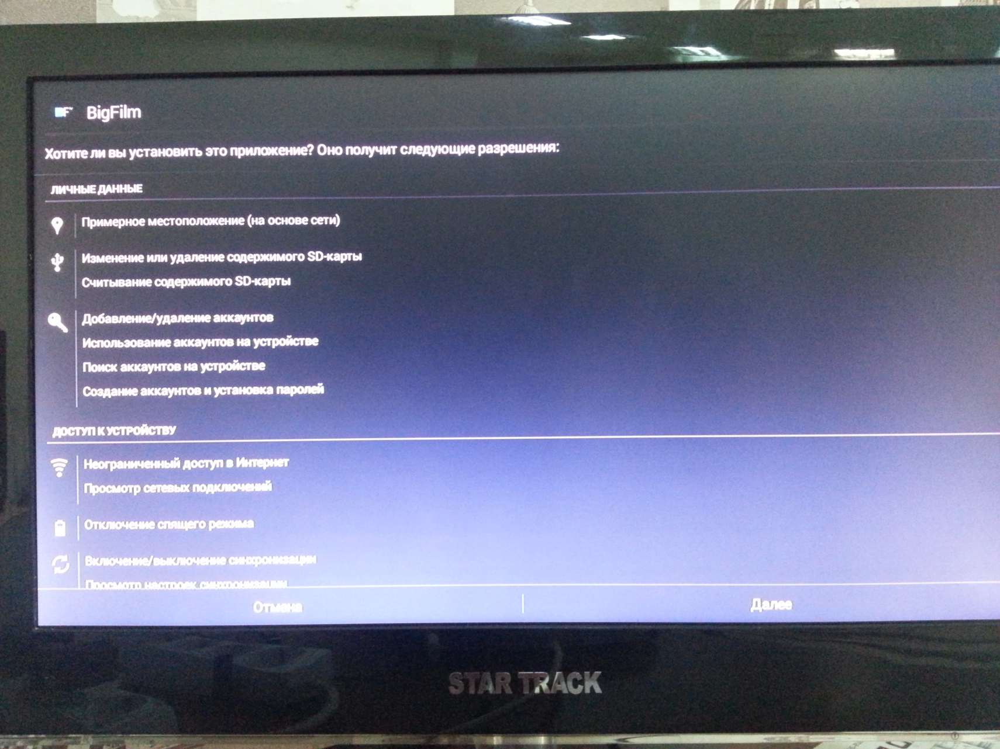 BF
BigFilm
Хотите ли вы установить это приложение? Оно получит следующие разрешения:
ЛИЧНЫЕ ДАННЫЕ
Примерное местоположение (на основе сети)
Изменение или удаление содержимого SD-карты
Считывание содержимого SD-карты
Добавление/удаление аккаунтов
Использование аккаунтов на устройстве
Поиск аккаунтов на устройстве
Создание аккаунтов и установка паролей
ДОСТУП К УСТРОЙСТВУ
Неограниченный доступ в Интернет
Просмотр сетевых подключений
Отключение спящего режима
Включение/выключение синхронизации
Просмотр настроек синхронизации
Отмена
Далее
STAR TRACK